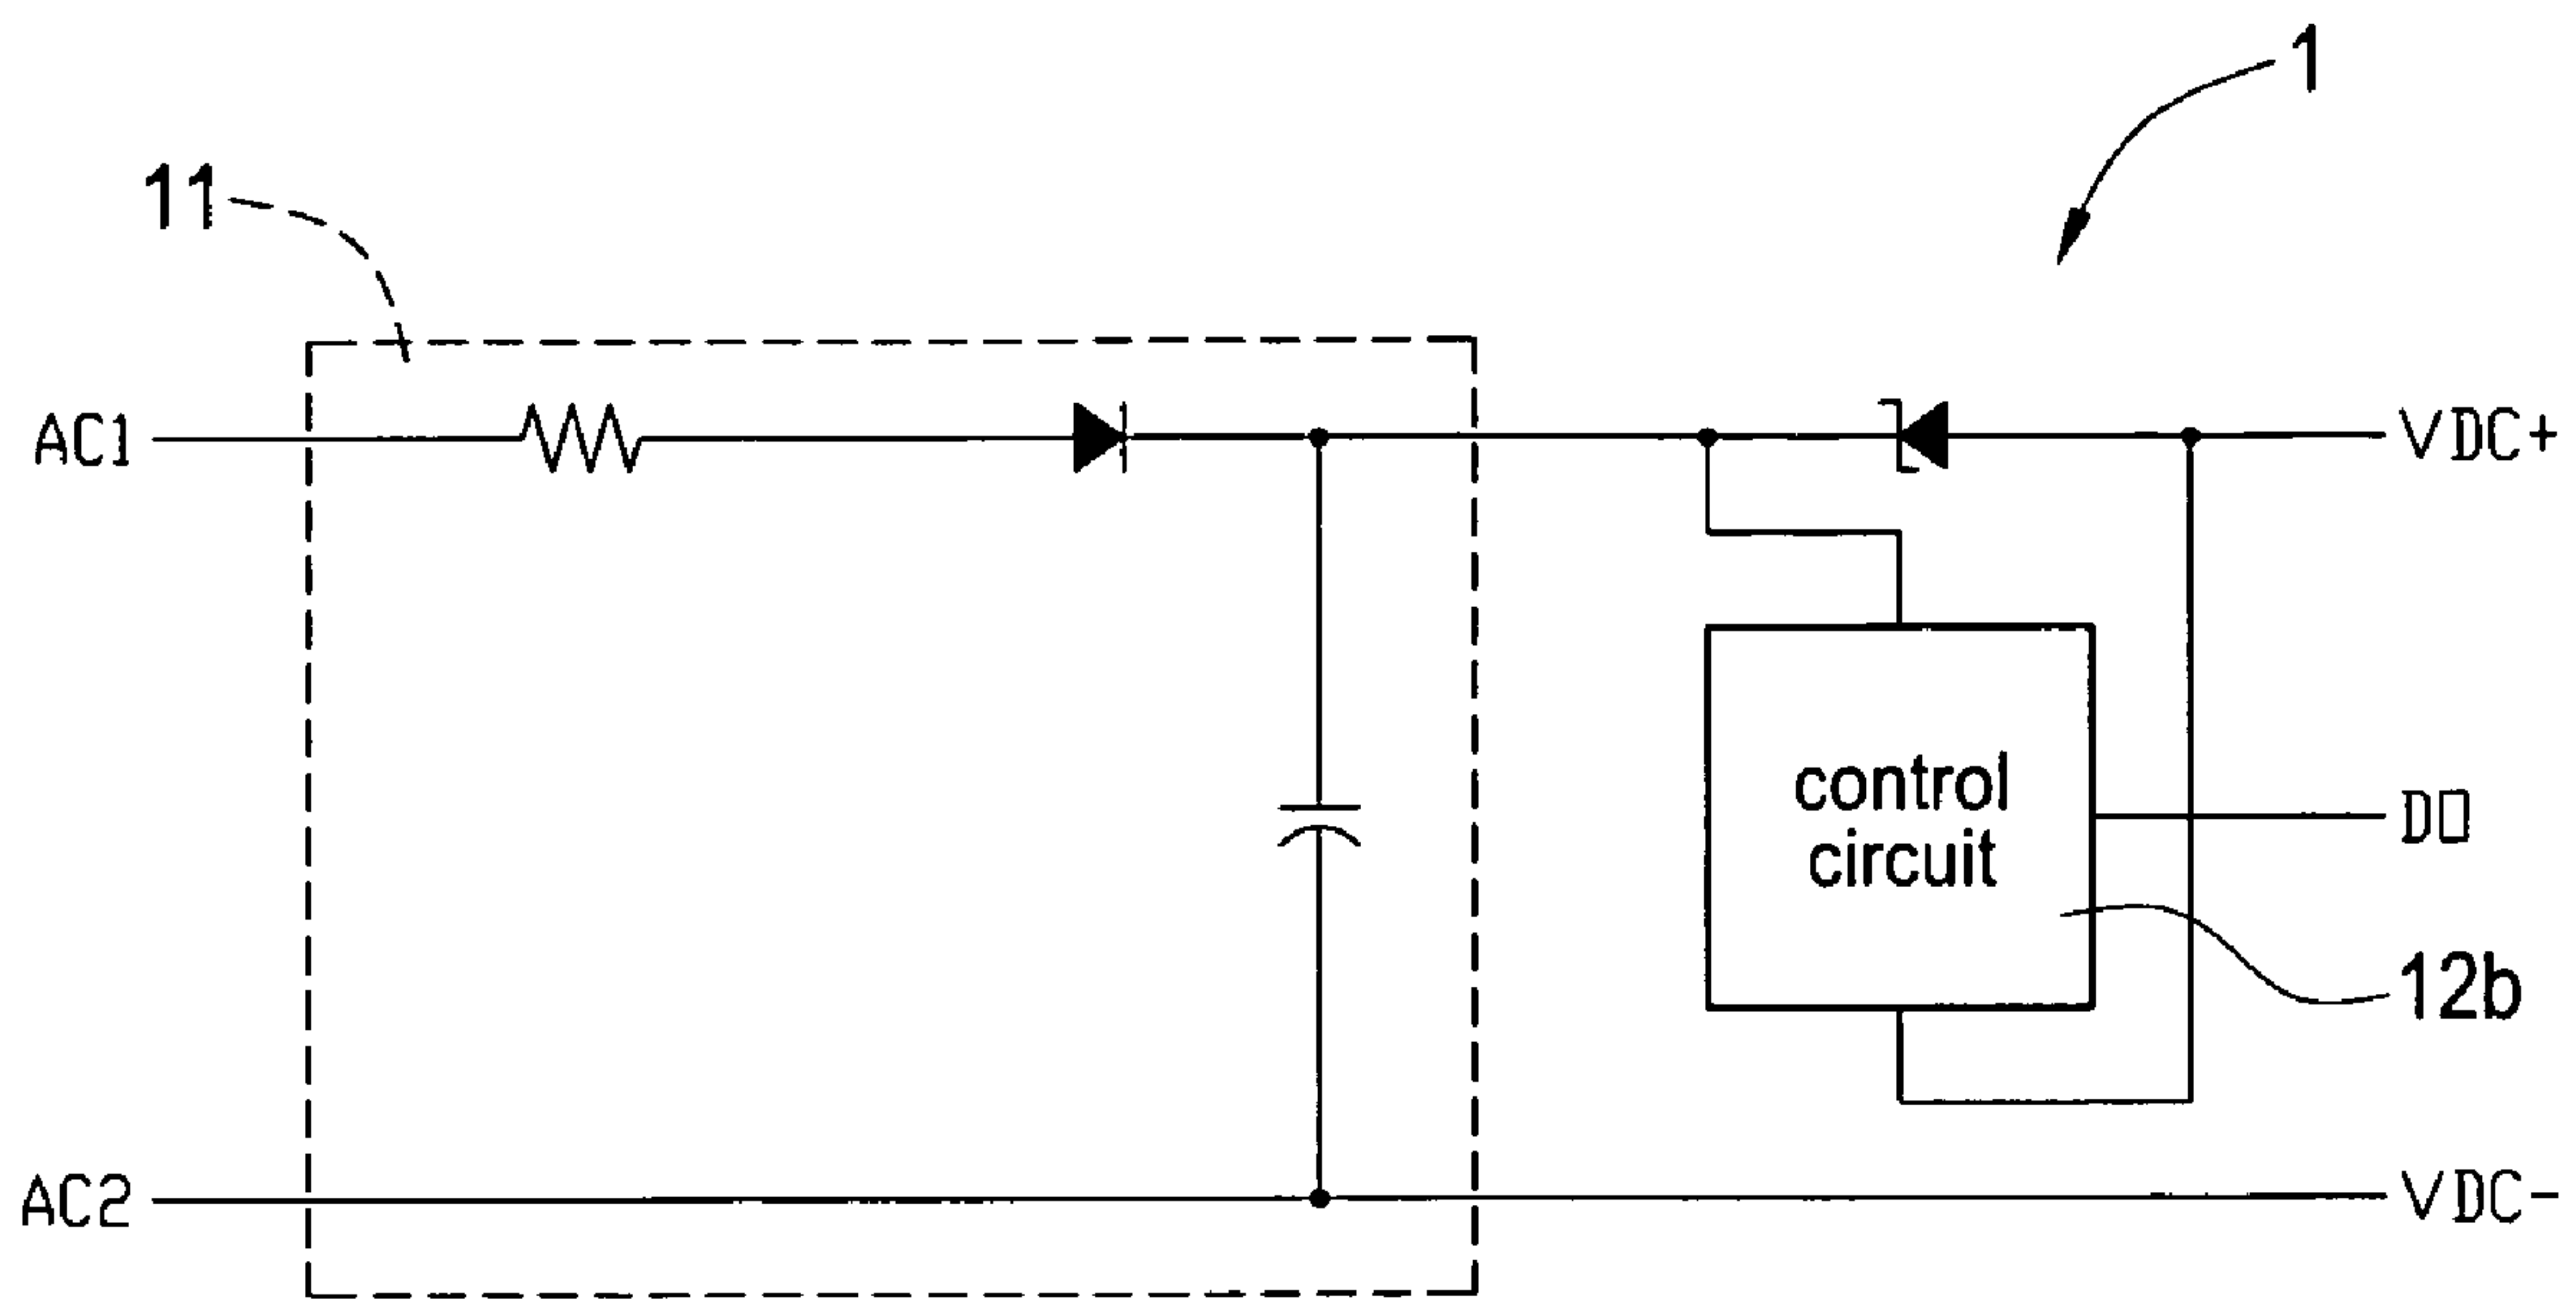 1
11
AC1
VDC+
control
circuit
DO
12b
AC2
VDC-